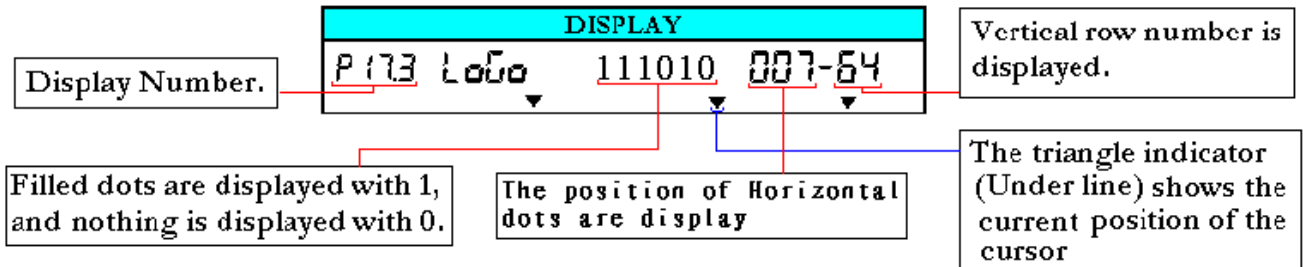 DISPLAY
P 17.3 LoGo 111010 007-64
Display Number.
Vertical row number is
displayed.
Filled dots are displayed with 1,
and nothing is displayed with 0.
The position of Horizontal
dots are display
The triangle indicator
(Under line) shows the
current position of the
cursor